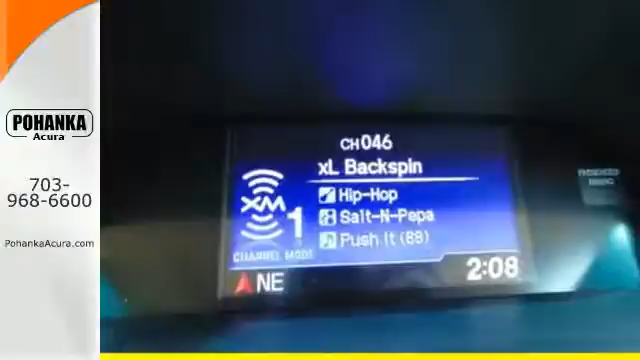 POHANKA
Acura
703-
968-6600
PohankaAcura.com
CH046
xL Backspin
XM
1
Hip-Hop
Salt-N-Pepa
Push It (88)
CHANNEL MODE
NE
2:08